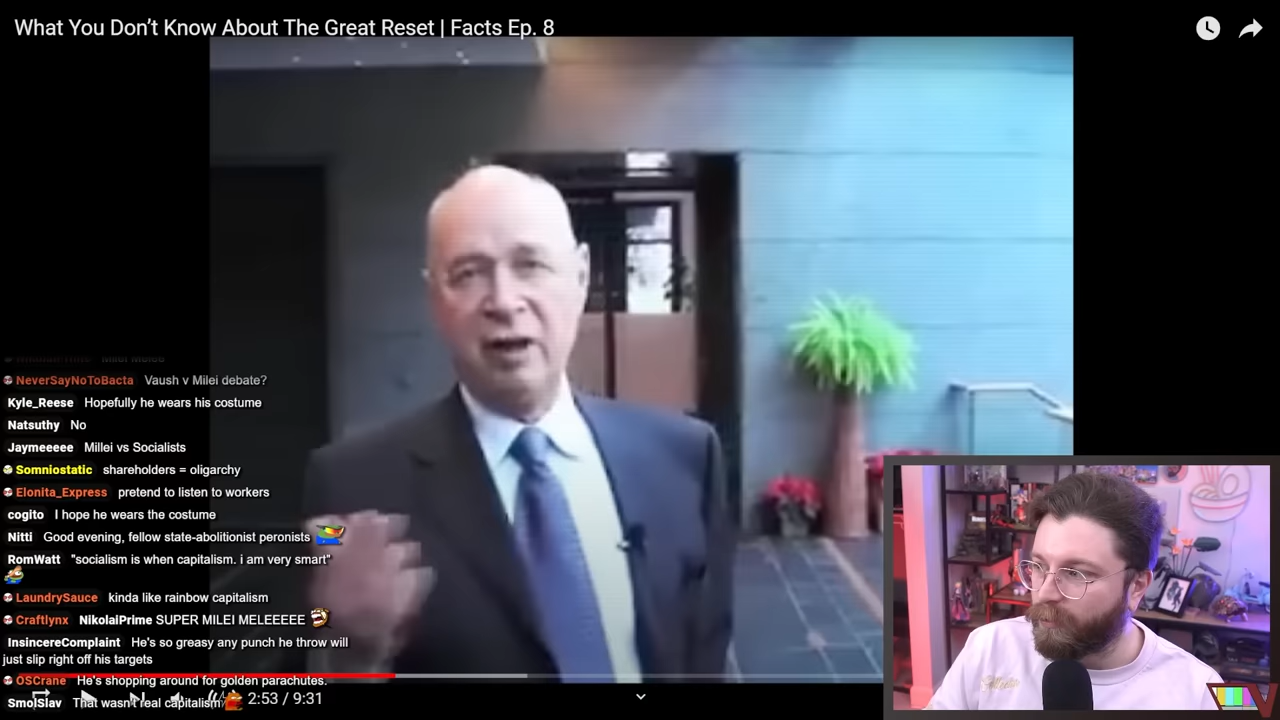 What You Don’t Know About The Great Reset | Facts Ep. 8
NeverSayNoToBacta Vaush v Milei debate?
Kyle_Reese Hopefully he wears his costume
Natsuthy No
Jaymeeeee Millei vs Socialists
Somniostatic shareholders = oligarchy
Elonita_Express pretend to listen to workers
cogito I hope he wears the costume
Nitti Good evening, fellow state-abolitionist peronists
RomWatt "socialism is when capitalism. i am very smart"
LaundrySauce kinda like rainbow capitalism
Craftlynx NikolaiPrime SUPER MILEI MELEEEEE
InsincereComplaint He's so greasy any punch he throw will
just slip right off his targets
OSCrane He's shopping around for golden parachutes.
SmolSlav That wasn't real capitalism
2:53 / 9:31